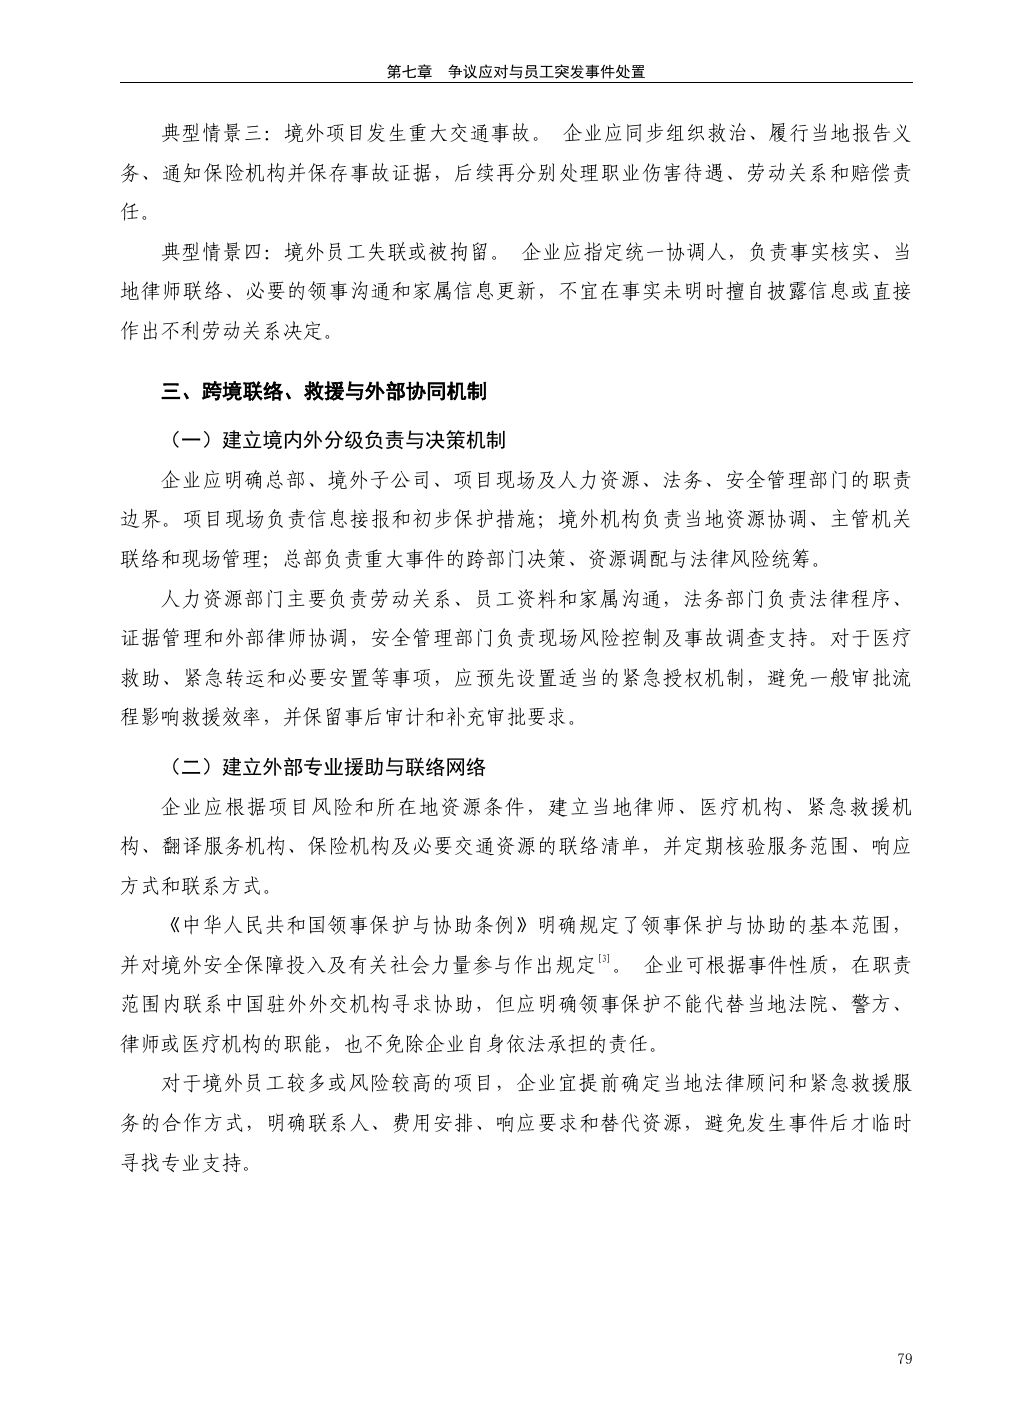 第七章　争议应对与员工突发事件处置
典型情景三：境外项目发生重大交通事故。 企业应同步组织救治、履行当地报告义
务、通知保险机构并保存事故证据，后续再分别处理职业伤害待遇、劳动关系和赔偿责
任。
典型情景四：境外员工失联或被拘留。 企业应指定统一协调人，负责事实核实、当
地律师联络、必要的领事沟通和家属信息更新，不宜在事实未明时擅自披露信息或直接
作出不利劳动关系决定。
三、跨境联络、救援与外部协同机制
（一）建立境内外分级负责与决策机制
企业应明确总部、境外子公司、项目现场及人力资源、法务、安全管理部门的职责
边界。项目现场负责信息接报和初步保护措施；境外机构负责当地资源协调、主管机关
联络和现场管理；总部负责重大事件的跨部门决策、资源调配与法律风险统筹。
人力资源部门主要负责劳动关系、员工资料和家属沟通，法务部门负责法律程序、
证据管理和外部律师协调，安全管理部门负责现场风险控制及事故调查支持。对于医疗
救助、紧急转运和必要安置等事项，应预先设置适当的紧急授权机制，避免一般审批流
程影响救援效率，并保留事后审计和补充审批要求。
（二）建立外部专业援助与联络网络
企业应根据项目风险和所在地资源条件，建立当地律师、医疗机构、紧急救援机
构、翻译服务机构、保险机构及必要交通资源的联络清单，并定期核验服务范围、响应
方式和联系方式。
《中华人民共和国领事保护与协助条例》明确规定了领事保护与协助的基本范围，
并对境外安全保障投入及有关社会力量参与作出规定[3]。 企业可根据事件性质，在职责
范围内联系中国驻外外交机构寻求协助，但应明确领事保护不能代替当地法院、警方、
律师或医疗机构的职能，也不免除企业自身依法承担的责任。
对于境外员工较多或风险较高的项目，企业宜提前确定当地法律顾问和紧急救援服
务的合作方式，明确联系人、费用安排、响应要求和替代资源，避免发生事件后才临时
寻找专业支持。
79